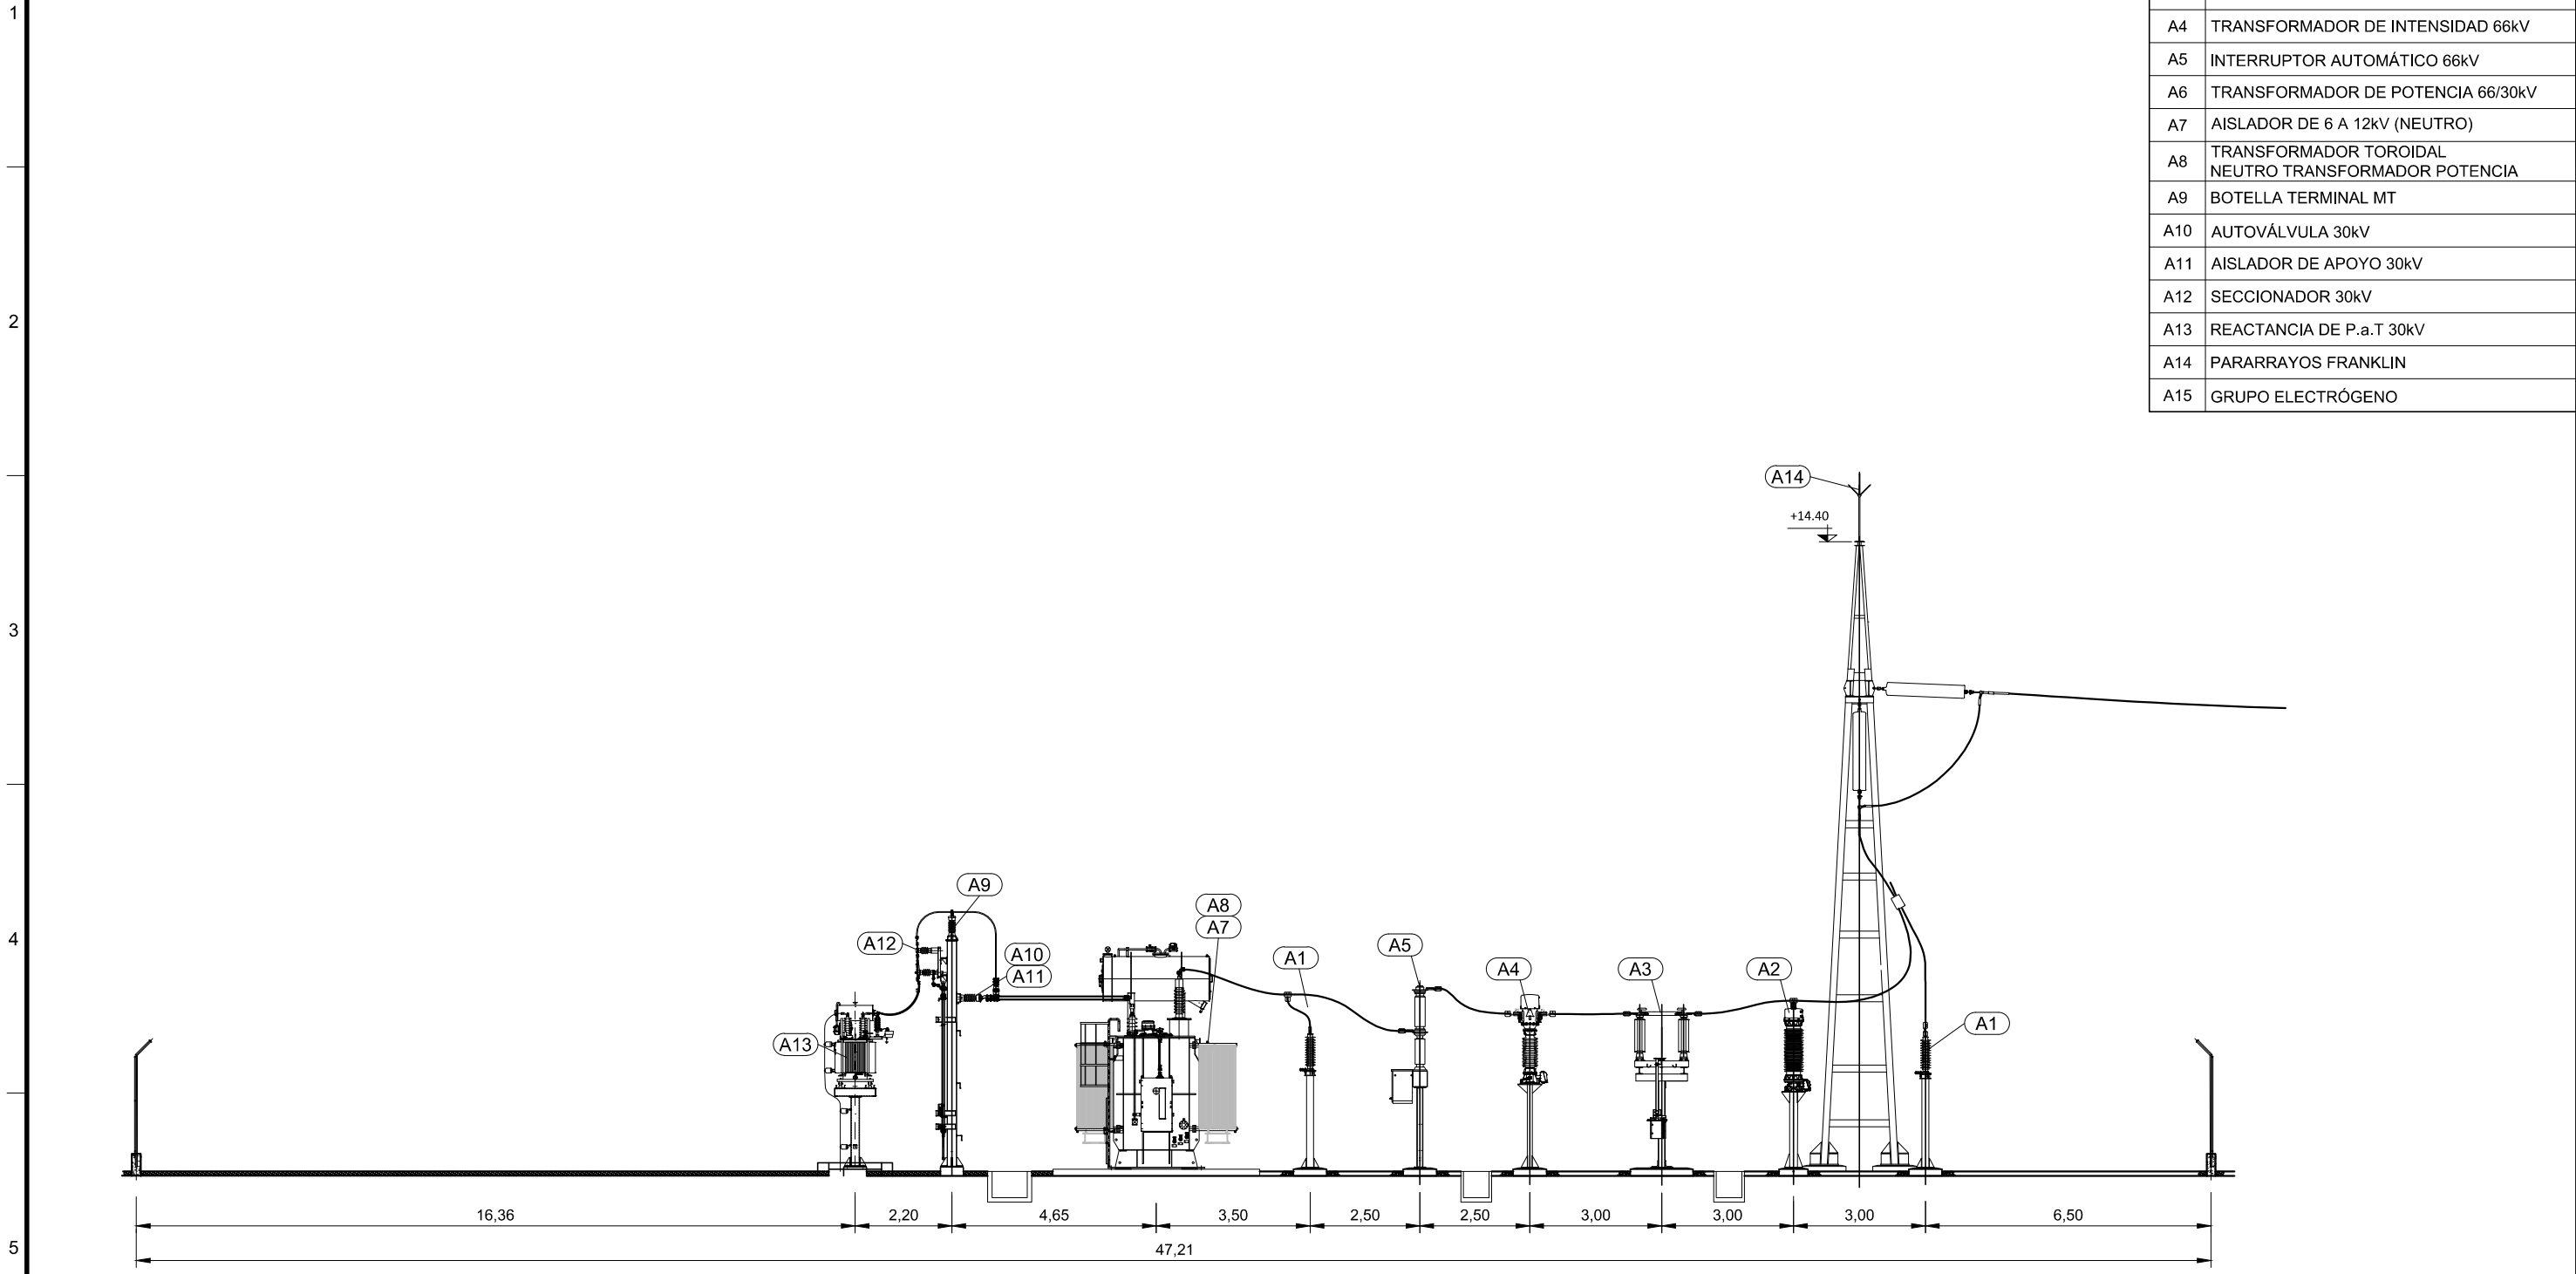 1
A4 TRANSFORMADOR DE INTENSIDAD 66kV
A5 INTERRUPTOR AUTOMÁTICO 66kV
A6 TRANSFORMADOR DE POTENCIA 66/30kV
A7 AISLADOR DE 6 A 12kV (NEUTRO)
A8 TRANSFORMADOR TOROIDAL
NEUTRO TRANSFORMADOR POTENCIA
A9 BOTELLA TERMINAL MT
A10 AUTOVÁLVULA 30kV
A11 AISLADOR DE APOYO 30kV
2
A12 SECCIONADOR 30kV
A13 REACTANCIA DE P.a.T 30kV
A14 PARARRAYOS FRANKLIN
A15 GRUPO ELECTRÓGENO
A14
+14.40
3
A9
A8
A7
4
A12
A10
A11
A1
A5
A4
A3
A2
A13
A1
16,36 2,20 4,65 3,50 2,50 2,50 3,00 3,00 3,00 6,50
5
47,21